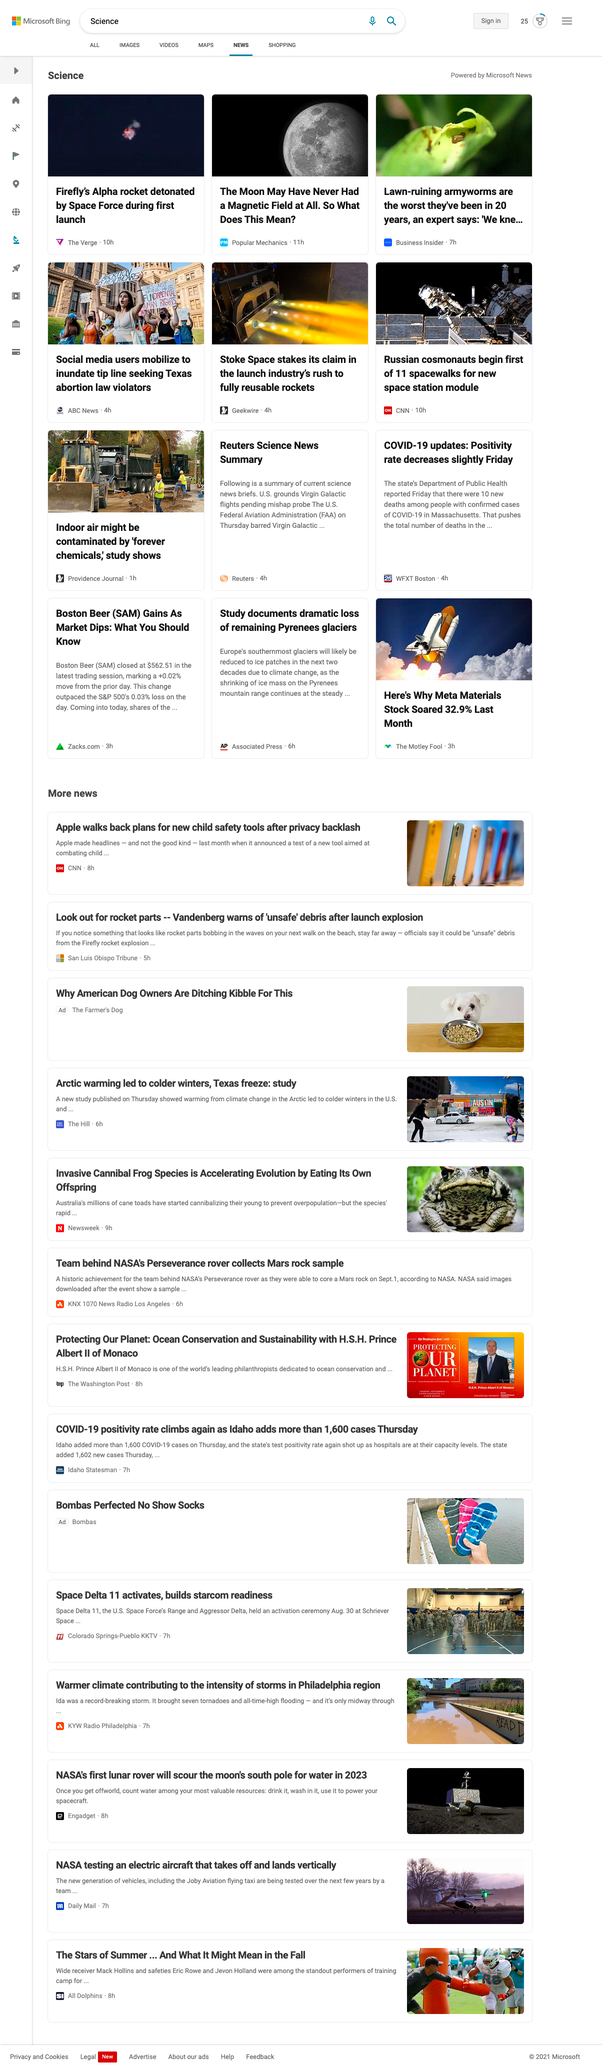 Microsoft Bing
Science
Sign in
25
ALL IMAGES VIDEOS MAPS NEWS SHOPPING
Science
Powered by Microsoft News
Firefly's Alpha rocket detonated
by Space Force during first
launch
The Verge · 10h
The Moon May Have Never Had
a Magnetic Field at All. So What
Does This Mean?
Popular Mechanics · 11h
Lawn-ruining armyworms are
the worst they've been in 20
years, an expert says: 'We kne...
Business Insider · 7h
Social media users mobilize to
inundate tip line seeking Texas
abortion law violators
ABC News · 4h
Stoke Space stakes its claim in
the launch industry's rush to
fully reusable rockets
Geekwire · 4h
Russian cosmonauts begin first
of 11 spacewalks for new
space station module
CNN · 10h
Indoor air might be
contaminated by 'forever
chemicals,' study shows
Providence Journal · 1h
Reuters Science News
Summary
Following is a summary of current science
news briefs. U.S. grounds Virgin Galactic
flights pending mishap probe The U.S.
Federal Aviation Administration (FAA) on
Thursday barred Virgin Galactic ...
Reuters · 4h
COVID-19 updates: Positivity
rate decreases slightly Friday
The state's Department of Public Health
reported Friday that there were 10 new
deaths among people with confirmed cases
of COVID-19 in Massachusetts. That pushes
the total number of deaths in the ...
WFXT Boston · 4h
Boston Beer (SAM) Gains As
Market Dips: What You Should
Know
Boston Beer (SAM) closed at $562.51 in the
latest trading session, marking a +0.02%
move from the prior day. This change
outpaced the S&P 500's 0.03% loss on the
day. Coming into today, shares of the ...
Zacks.com · 3h
Study documents dramatic loss
of remaining Pyrenees glaciers
Europe's southernmost glaciers will likely be
reduced to ice patches in the next two
decades due to climate change, as the
shrinking of ice mass on the Pyrenees
mountain range continues at the steady ...
AP Associated Press · 6h
Here's Why Meta Materials
Stock Soared 32.9% Last
Month
The Motley Fool · 3h
More news
Apple walks back plans for new child safety tools after privacy backlash
Apple made headlines — and not the good kind — last month when it announced a test of a new tool aimed at
combating child ...
CNN · 8h
Look out for rocket parts -- Vandenberg warns of 'unsafe' debris after launch explosion
If you notice something that looks like rocket parts bobbing in the waves on your next walk on the beach, stay far away — officials say it could be "unsafe" debris
from the Firefly rocket explosion ...
San Luis Obispo Tribune · 5h
Why American Dog Owners Are Ditching Kibble For This
Ad The Farmer's Dog
Arctic warming led to colder winters, Texas freeze: study
A new study published on Thursday showed warming from climate change in the Arctic led to colder winters in the U.S.
and ...
The Hill · 6h
AUSTIN
Invasive Cannibal Frog Species is Accelerating Evolution by Eating Its Own
Offspring
Australia's millions of cane toads have started cannibalizing their young to prevent overpopulation—but the species'
rapid ...
N Newsweek · 9h
Team behind NASA's Perseverance rover collects Mars rock sample
A historic achievement for the team behind NASA's Perseverance rover as they were able to core a Mars rock on Sept.1, according to NASA. NASA said images
downloaded after the event show a sample ...
KNX 1070 News Radio Los Angeles · 6h
Protecting Our Planet: Ocean Conservation and Sustainability with H.S.H. Prince
Albert II of Monaco
H.S.H. Prince Albert II of Monaco is one of the world's leading philanthropists dedicated to ocean conservation and ...
wp The Washington Post · 8h
PROTECTING
OUR
PLANET
COVID-19 positivity rate climbs again as Idaho adds more than 1,600 cases Thursday
Idaho added more than 1,600 COVID-19 cases on Thursday, and the state's test positivity rate again shot up as hospitals are at their capacity levels. The state
added 1,602 new cases Thursday, ...
Idaho Statesman · 7h
Bombas Perfected No Show Socks
Ad Bombas
Space Delta 11 activates, builds starcom readiness
Space Delta 11, the U.S. Space Force's Range and Aggressor Delta, held an activation ceremony Aug. 30 at Schriever
Space ...
Colorado Springs-Pueblo KKTV · 7h
Warmer climate contributing to the intensity of storms in Philadelphia region
Ida was a record-breaking storm. It brought seven tornadoes and all-time-high flooding — and it's only midway through
...
KYW Radio Philadelphia · 7h
READ
NASA's first lunar rover will scour the moon's south pole for water in 2023
Once you get offworld, count water among your most valuable resources: drink it, wash in it, use it to power your
spacecraft.
Engadget · 8h
NASA testing an electric aircraft that takes off and lands vertically
The new generation of vehicles, including the Joby Aviation flying taxi are being tested over the next few years by a
team ...
Daily Mail · 7h
The Stars of Summer ... And What It Might Mean in the Fall
Wide receiver Mack Hollins and safeties Eric Rowe and Jevon Holland were among the standout performers of training
camp for ...
All Dolphins · 8h
Privacy and Cookies Legal New Advertise About our ads Help Feedback
© 2021 Microsoft